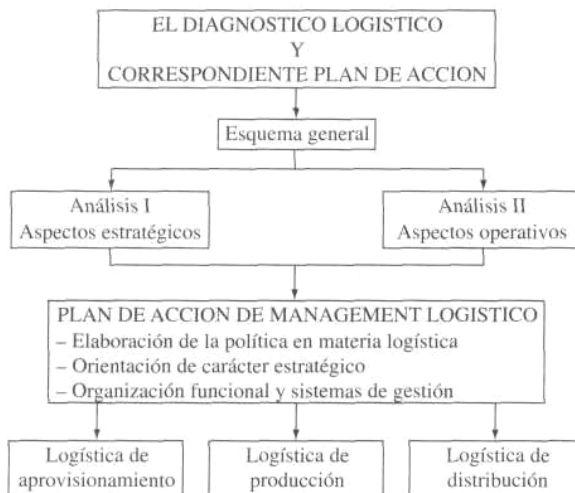 EL DIAGNOSTICO LOGISTICO
Y
CORRESPONDIENTE PLAN DE ACCION
Esquema general
Análisis I
Aspectos estratégicos
Análisis II
Aspectos operativos
PLAN DE ACCION DE MANAGEMENT LOGISTICO
– Elaboración de la política en materia logística
– Orientación de carácter estratégico
– Organización funcional y sistemas de gestión
Logística de
aprovisionamiento
Logística de
producción
Logística de
distribución